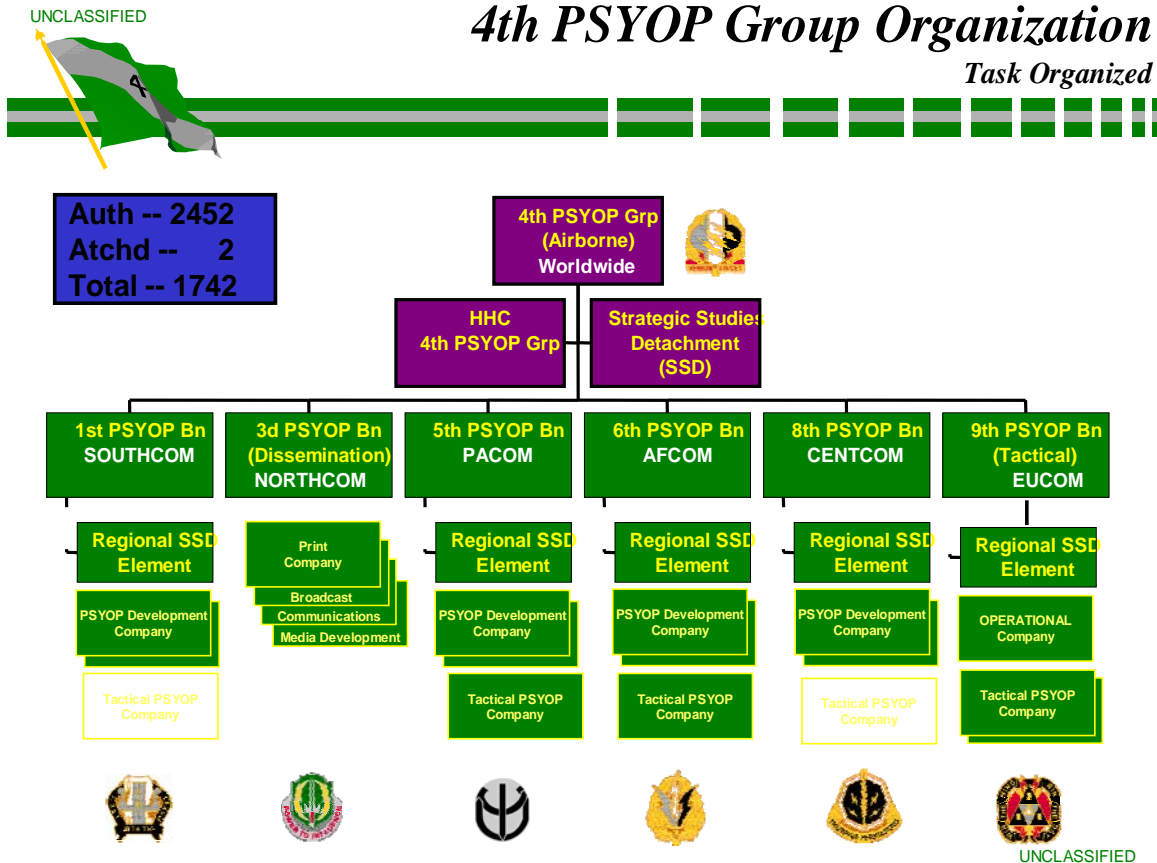 UNCLASSIFIED
4th PSYOP Group Organization
Task Organized
Auth -- 2452
Atchd -- 2
Total -- 1742
4th PSYOP Grp
(Airborne)
Worldwide
HHC
4th PSYOP Grp
Strategic Studies
Detachment
(SSD)
1st PSYOP Bn
SOUTHCOM
3d PSYOP Bn
(Dissemination)
NORTHCOM
5th PSYOP Bn
PACOM
6th PSYOP Bn
AFCOM
8th PSYOP Bn
CENTCOM
9th PSYOP Bn
(Tactical)
EUCOM
Regional SSD
Element
PSYOP Development
Company
Tactical PSYOP
Company
Print
Company
Broadcast
Communications
Media Development
Regional SSD
Element
PSYOP Development
Company
Tactical PSYOP
Company
Regional SSD
Element
PSYOP Development
Company
Tactical PSYOP
Company
Regional SSD
Element
PSYOP Development
Company
Tactical PSYOP
Company
Regional SSD
Element
OPERATIONAL
Company
Tactical PSYOP
Company
POWER TO INFLUENCE
UNCLASSIFIED